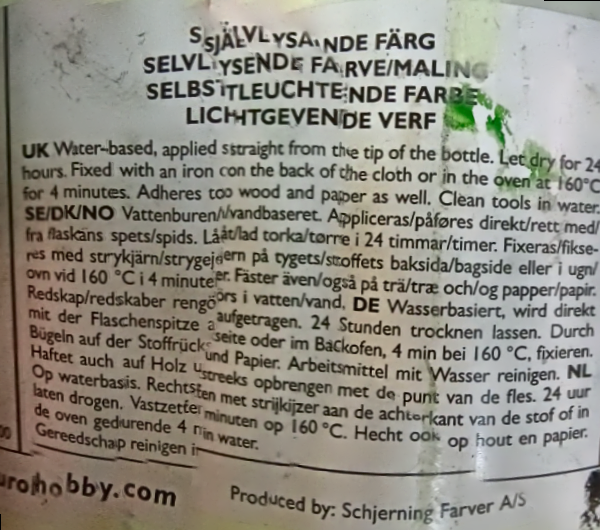 SJÄLVLYSANDE FÄRG
SELVLYSENDE FARVE/MALING
SELBSTLEUCHTENDE FARBE
LICHTGEVENDE VERF
UK Water-based, applied straight from the tip of the bottle. Let dry for 24
hours. Fixed with an iron on the back of the cloth or in the oven at 160°C
for 4 minutes. Adheres too wood and paper as well. Clean tools in water.
SE/DK/NO Vattenburen/vandbaseret. Appliceras/påføres direkt/rett med/
fra flaskans spets/spids. Låt/lad torka/tørre i 24 timmar/timer. Fixeras/fikse-
res med strykjärn/strygejern på tygets/stoffets baksida/bagside eller i ugn/
ovn vid 160 °C i 4 minuter. Fäster även/også på trä/træ och/og papper/papir.
Redskap/redskaber rengörs i vatten/vand. DE Wasserbasiert, wird direkt
mit der Flaschenspitze aufgetragen. 24 Stunden trocknen lassen. Durch
Bügeln auf der Stoffrückseite oder im Backofen, 4 min bei 160 °C, fixieren.
Haftet auch auf Holz und Papier. Arbeitsmittel mit Wasser reinigen. NL
Op waterbasis. Rechtstreeks opbrengen met de punt van de fles. 24 uur
laten drogen. Vastzetten met strijkijzer aan de achterkant van de stof of in
de oven gedurende 4 minuten op 160 °C. Hecht ook op hout en papier.
Gereedschap reinigen in water.
urohobby.com
Produced by: Schjerning Farver A/S